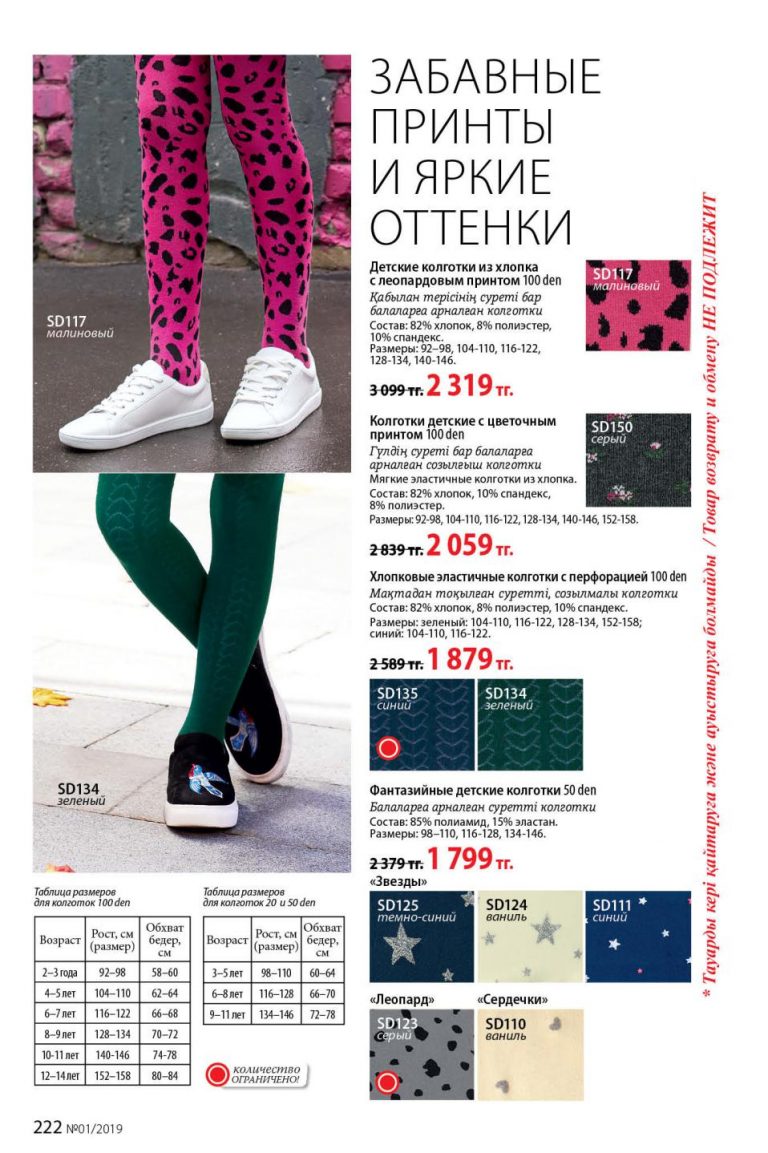 ЗАБАВНЫЕ
ПРИНТЫ
И ЯРКИЕ
ОТТЕНКИ
SD117
малиновый
Детские колготки из хлопка
с леопардовым принтом 100 den
Қабылан терісінің суреті бар
балаларға арналған колготки
Состав: 82% хлопок, 8% полиэстер,
10% спандекс.
Размеры: 92–98, 104-110, 116-122,
128-134, 140-146.
3 099 тг. 2 319 тг.
SD117
малиновый
Колготки детские с цветочным
принтом 100 den
Гүлдің суреті бар балаларға
арналған созылғыш колготки
Мягкие эластичные колготки из хлопка.
Состав: 82% хлопок, 10% спандекс,
8% полиэстер.
Размеры: 92-98, 104-110, 116-122, 128-134, 140-146, 152-158.
2 839 тг. 2 059 тг.
SD150
серый
Хлопковые эластичные колготки с перфорацией 100 den
Мақтадан тоқылған суретті, созылмалы колготки
Состав: 82% хлопок, 8% полиэстер, 10% спандекс.
Размеры: зеленый: 104-110, 116-122, 128-134, 152-158;
синий: 104-110, 116-122.
2 589 тг. 1 879 тг.
SD135
синий
SD134
зеленый
SD134
зеленый
Фантазийные детские колготки 50 den
Балаларға арналған суретті колготки
Состав: 85% полиамид, 15% эластан.
Размеры: 98–110, 116-128, 134-146.
2 379 тг. 1 799 тг.
«Звезды»
SD125
темно-синий
SD124
ваниль
SD111
синий
«Леопард» «Сердечки»
SD123
серый
SD110
ваниль
Таблица размеров
для колготок 100 den
Возраст Рост, см (размер) Обхват бедер, см
2–3 года 92–98 58–60
4–5 лет 104–110 62–64
6–7 лет 116–122 66–68
8–9 лет 128–134 70–72
10-11 лет 140-146 74-78
12–14 лет 152–158 80–84
Таблица размеров
для колготок 20 и 50 den
Возраст Рост, см (размер) Обхват бедер, см
3–5 лет 98–110 60–64
6–8 лет 116–128 66–70
9–11 лет 134–146 72–78
КОЛИЧЕСТВО
ОГРАНИЧЕНО!
* Тауарды кері қайтаруға және ауыстыруға болмайды / Товар возврату и обмену НЕ ПОДЛЕЖИТ
222 №01/2019